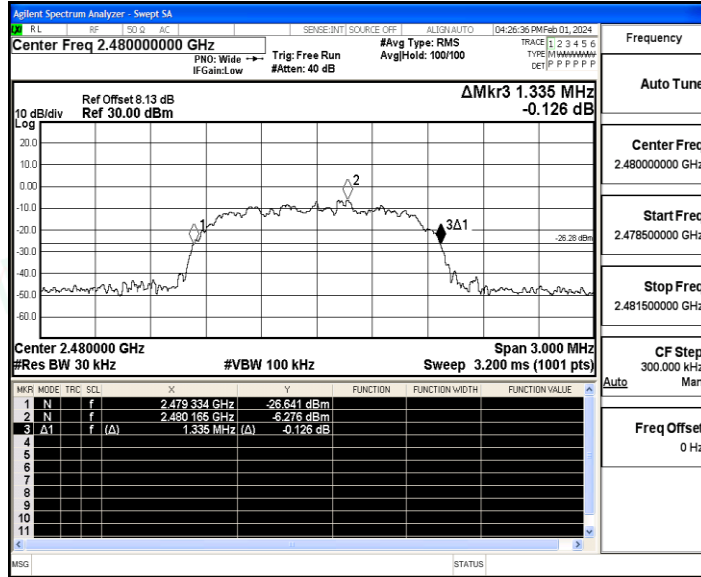 Agilent Spectrum Analyzer - Swept SA
RL RF 50 Ω AC SENSE:INT SOURCE OFF ALIGNAUTO 04:26:36 PM Feb 01, 2024
Center Freq 2.480000000 GHz
PNO: Wide
IFGain:Low
Trig: Free Run
#Atten: 40 dB
#Avg Type: RMS
Avg|Hold: 100/100
TRACE 1 2 3 4 5 6
TYPE M W W W W W
DET P P P P P P
Ref Offset 8.13 dB
10 dB/div Ref 30.00 dBm
Log
ΔMkr3 1.335 MHz
-0.126 dB
20.0
10.0
0.00
-10.0
-20.0
-30.0
-40.0
-50.0
-60.0
1
2
3Δ1
-26.28 dBm
Center 2.480000 GHz Span 3.000 MHz
#Res BW 30 kHz #VBW 100 kHz Sweep 3.200 ms (1001 pts)
MKR MODE TRC SCL X Y FUNCTION FUNCTION WIDTH FUNCTION VALUE
1 N f 2.479 334 GHz -26.641 dBm
2 N f 2.480 165 GHz -6.276 dBm
3 Δ1 f (Δ) 1.335 MHz (Δ) -0.126 dB
4
5
6
7
8
9
10
11
MSG STATUS
Frequency
Auto Tune
Center Freq
2.480000000 GHz
Start Freq
2.478500000 GHz
Stop Freq
2.481500000 GHz
CF Step
300.000 kHz
Auto Man
Freq Offset
0 Hz